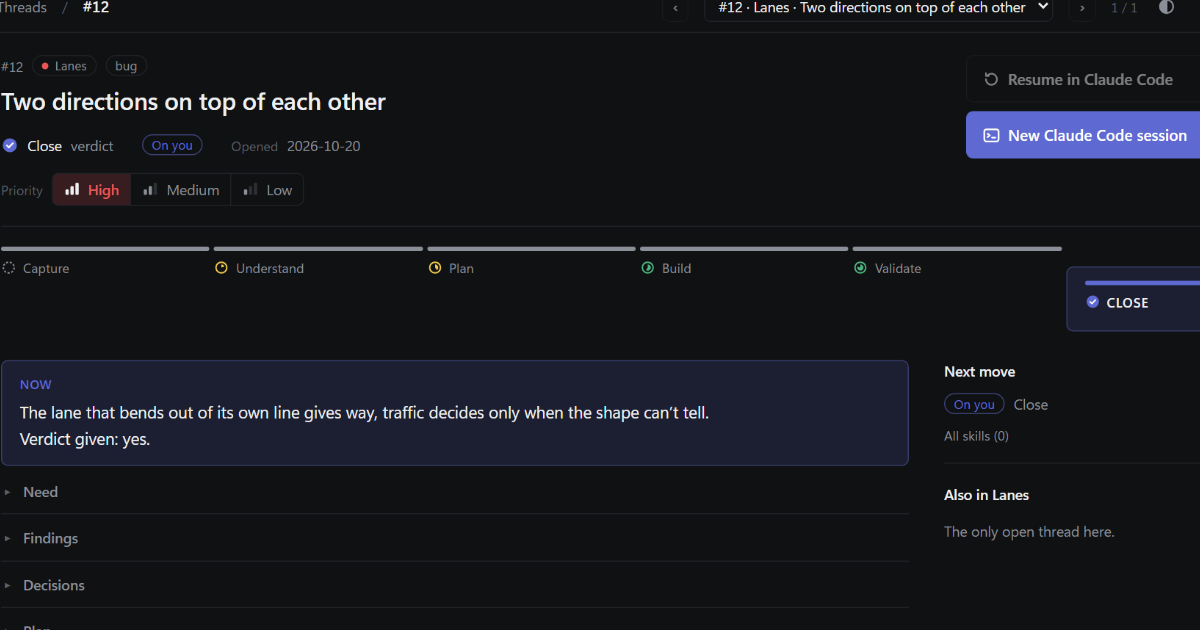 Threads / #12
‹ #12 · Lanes · Two directions on top of each other › 1 / 1
#12 Lanes bug
Two directions on top of each other
Resume in Claude Code
New Claude Code session
Close verdict On you Opened 2026-10-20
Priority High Medium Low
Capture Understand Plan Build Validate
CLOSE
NOW
The lane that bends out of its own line gives way, traffic decides only when the shape can’t tell.
Verdict given: yes.
Need
Findings
Decisions
Plan
Next move
On you Close
All skills (0)
Also in Lanes
The only open thread here.